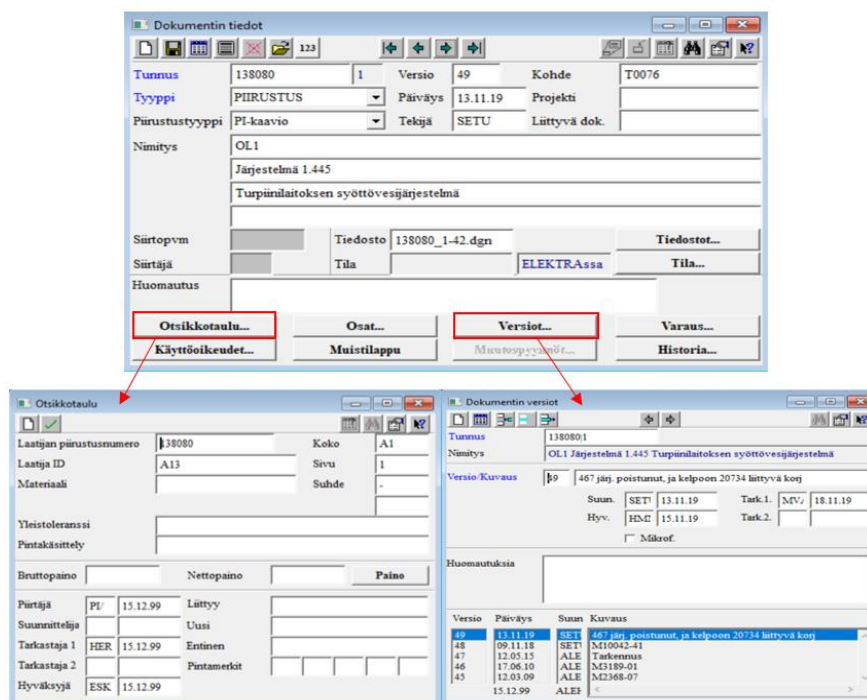 Dokumentin tiedot
123
Tunnus 138080 1 Versio 49 Kohde T0076
Tyyppi PIIRUSTUS Päiväys 13.11.19 Projekti
Piirustustyyppi PI-kaavio Tekijä SETU Liittyvä dok.
Nimitys OL1
Järjestelmä 1.445
Turpiinilaitoksen syöttövesijärjestelmä
Siirtopvm Tiedosto 138080_1-42.dgn Tiedostot...
Siirtäjä Tila ELEKTRAssa Tila...
Huomautus
Otsikkotaulu... Osat... Versiot... Varaus...
Käyttöoikeudet... Muistilappu Muutospyynnöt... Historia...
Otsikkotaulu
Laatijan piirustusnumero 138080 Koko A1
Laatija ID A13 Sivu 1
Materiaali Suhde -
Yleistoleranssi
Pintakäsittely
Bruttopaino Nettopaino Paino
Piirtäjä PI/ 15.12.99 Liittyy
Suunnittelija Uusi
Tarkastaja 1 HER 15.12.99 Entinen
Tarkastaja 2 Pintamerkit
Hyväksyjä ESK 15.12.99
Dokumentin versiot
Tunnus 138080|1
Nimitys OL1 Järjestelmä 1.445 Turpiinilaitoksen syöttövesijärjestelmä
Versio/Kuvaus 49 467 järj. poistunut, ja kelpoon 20734 liittyvä korj
Suun. SET 13.11.19 Tark.1. MV 18.11.19
Hyv. HM 15.11.19 Tark.2.
Mikrof.
Huomautuksia
Versio Päiväys Suun Kuvaus
49 13.11.19 SET 467 järj. poistunut, ja kelpoon 20734 liittyvä korj
48 09.11.18 SET M10042-41
47 12.05.15 ALE Tarkennus
46 17.06.10 ALE M3189-01
45 12.03.09 ALE M2368-07
15.12.99 ALE